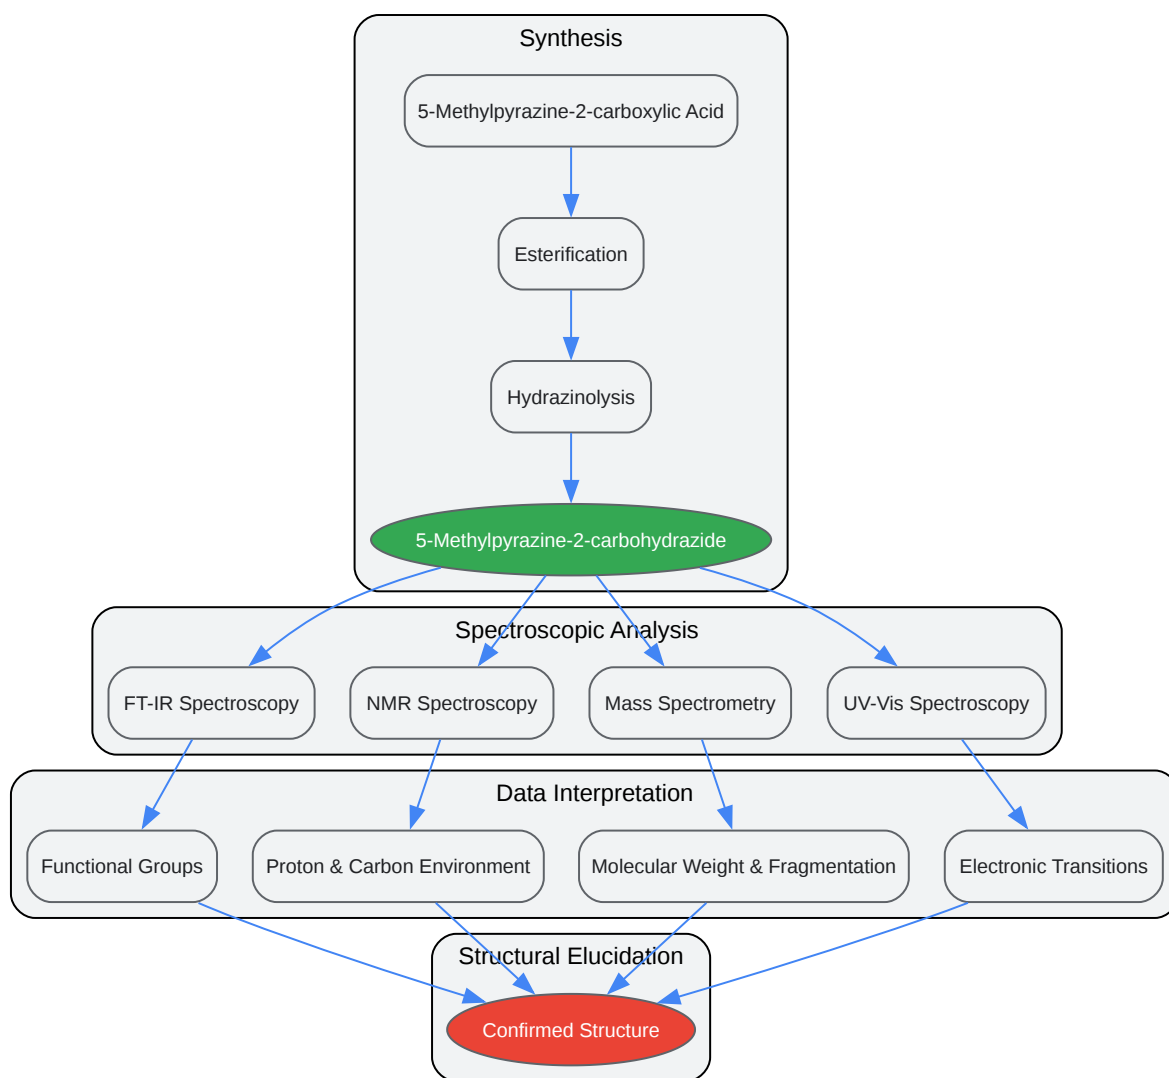 Synthesis
5-Methylpyrazine-2-carboxylic Acid
Esterification
Hydrazinolysis
5-Methylpyrazine-2-carbohydrazide
Spectroscopic Analysis
FT-IR Spectroscopy
NMR Spectroscopy
Mass Spectrometry
UV-Vis Spectroscopy
Data Interpretation
Functional Groups
Proton & Carbon Environment
Molecular Weight & Fragmentation
Electronic Transitions
Structural Elucidation
Confirmed Structure